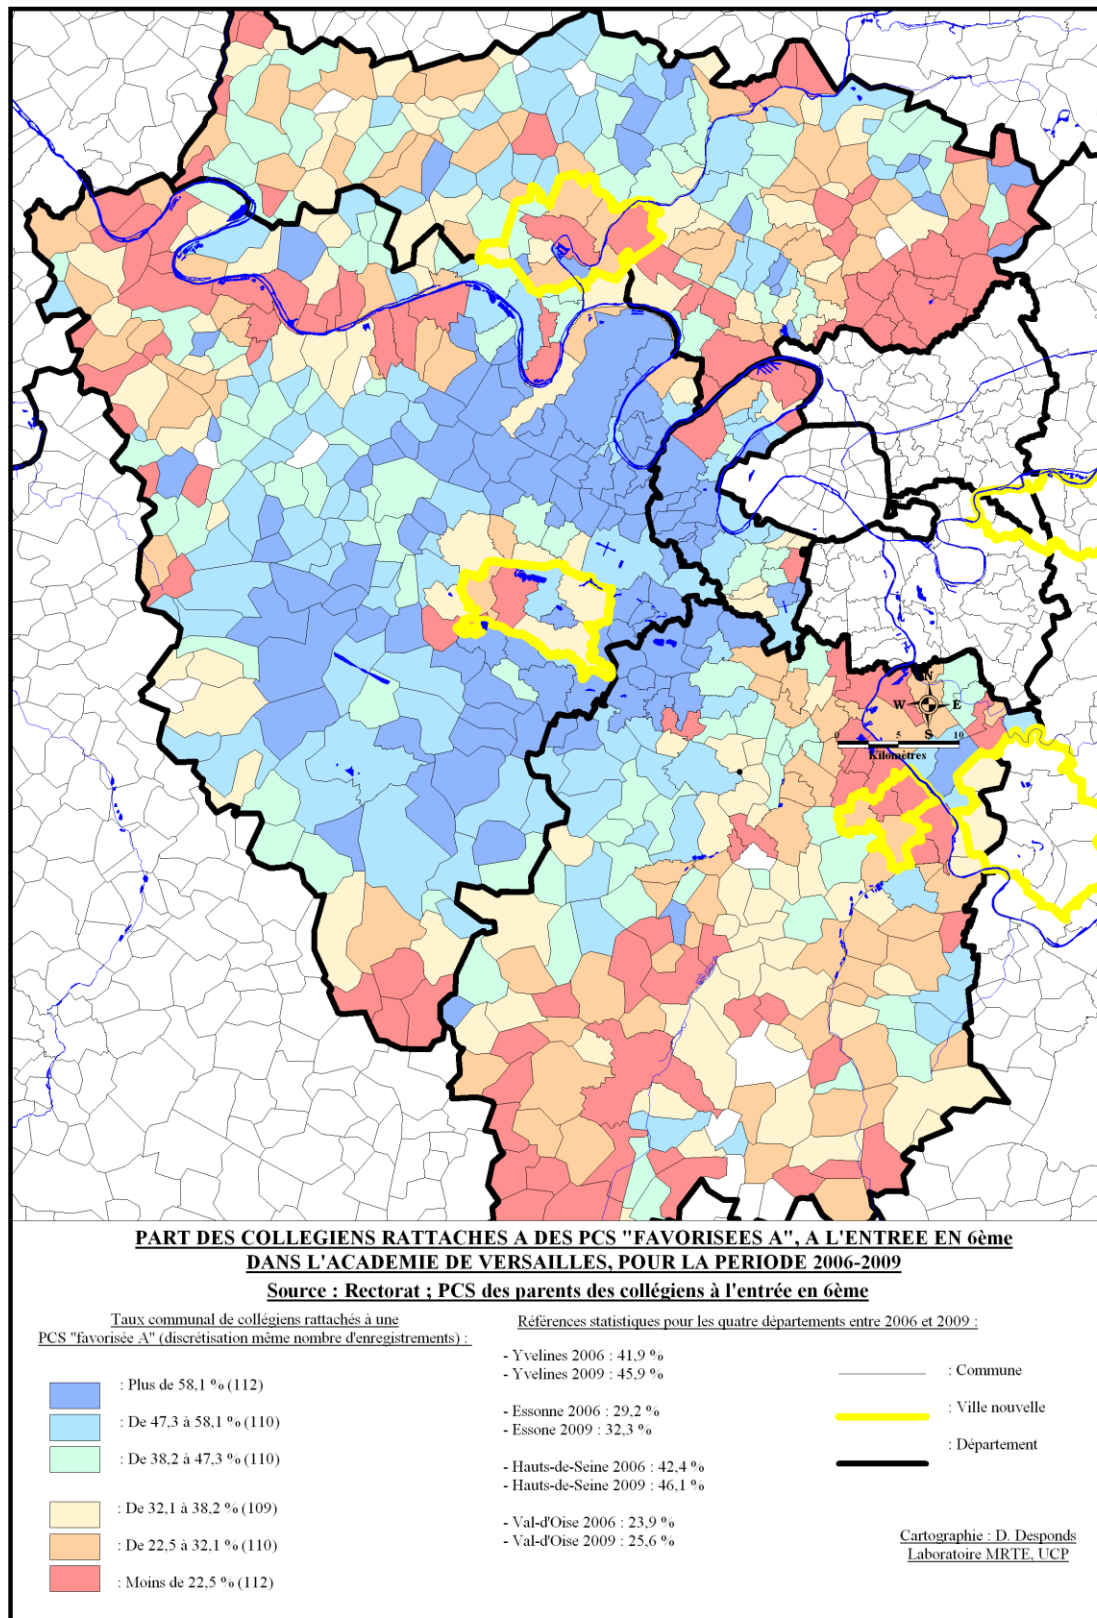 N
W
E
S
0
5
10
Kilomètres
PART DES COLLEGIENS RATTACHES A DES PCS "FAVORISEES A", A L'ENTREE EN 6ème
DANS L'ACADEMIE DE VERSAILLES, POUR LA PERIODE 2006-2009
Source : Rectorat ; PCS des parents des collégiens à l'entrée en 6ème
Taux communal de collégiens rattachés à une
PCS "favorisée A" (discrétisation même nombre d'enregistrements) :
: Plus de 58,1 % (112)
: De 47,3 à 58,1 % (110)
: De 38,2 à 47,3 % (110)
: De 32,1 à 38,2 % (109)
: De 22,5 à 32,1 % (110)
: Moins de 22,5 % (112)
Références statistiques pour les quatre départements entre 2006 et 2009 :
- Yvelines 2006 : 41,9 %
- Yvelines 2009 : 45,9 %
- Essonne 2006 : 29,2 %
- Essone 2009 : 32,3 %
- Hauts-de-Seine 2006 : 42,4 %
- Hauts-de-Seine 2009 : 46,1 %
- Val-d'Oise 2006 : 23,9 %
- Val-d'Oise 2009 : 25,6 %
: Commune
: Ville nouvelle
: Département
Cartographie : D. Desponds
Laboratoire MRTE, UCP